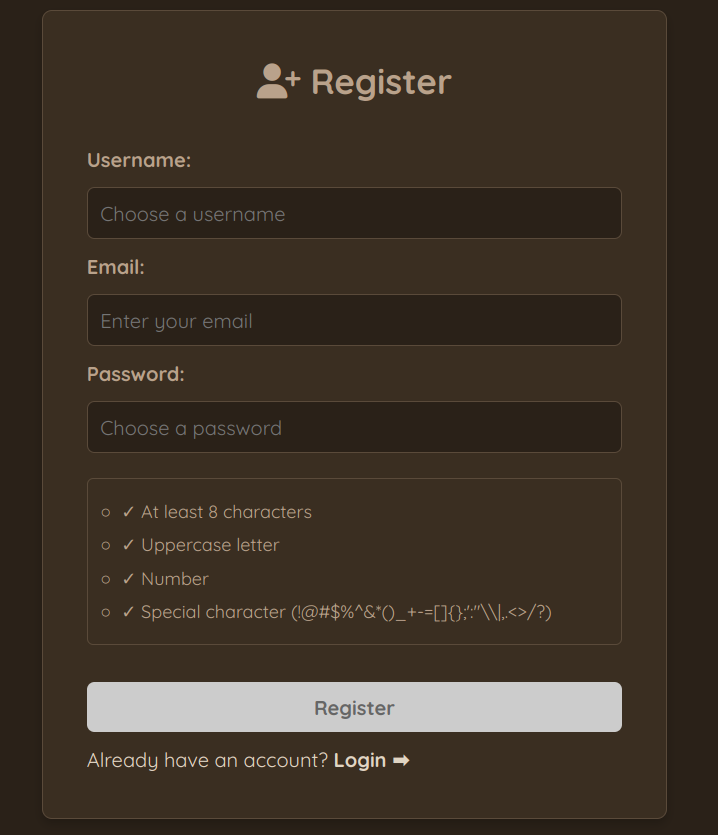 Register
Username:
Choose a username
Email:
Enter your email
Password:
Choose a password
○ ✓ At least 8 characters
○ ✓ Uppercase letter
○ ✓ Number
○ ✓ Special character (!@#$%^&*()_+-=[]{};':"\\|,.<>/?)
Register
Already have an account? Login ➡